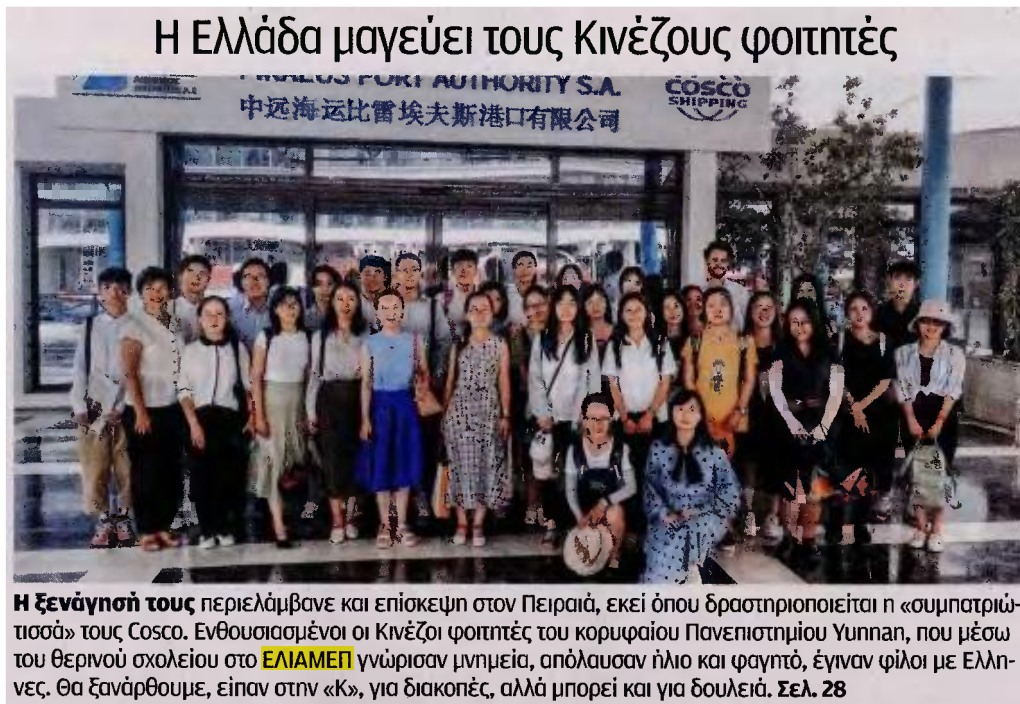 Η Ελλάδα μαγεύει τους Κινέζους φοιτητές
PIRAEUS PORT AUTHORITY S.A.
中远海运比雷埃夫斯港口有限公司
COSCO
SHIPPING
Η ξενάγησή τους περιελάμβανε και επίσκεψη στον Πειραιά, εκεί όπου δραστηριοποιείται η «συμπατριώ-
τισσά» τους Cosco. Ενθουσιασμένοι οι Κινέζοι φοιτητές του κορυφαίου Πανεπιστημίου Yunnan, που μέσω
του θερινού σχολείου στο ΕΛΙΑΜΕΠ γνώρισαν μνημεία, απόλαυσαν ήλιο και φαγητό, έγιναν φίλοι με Ελλη-
νες. Θα ξανάρθουμε, είπαν στην «Κ», για διακοπές, αλλά μπορεί και για δουλειά. Σελ. 28